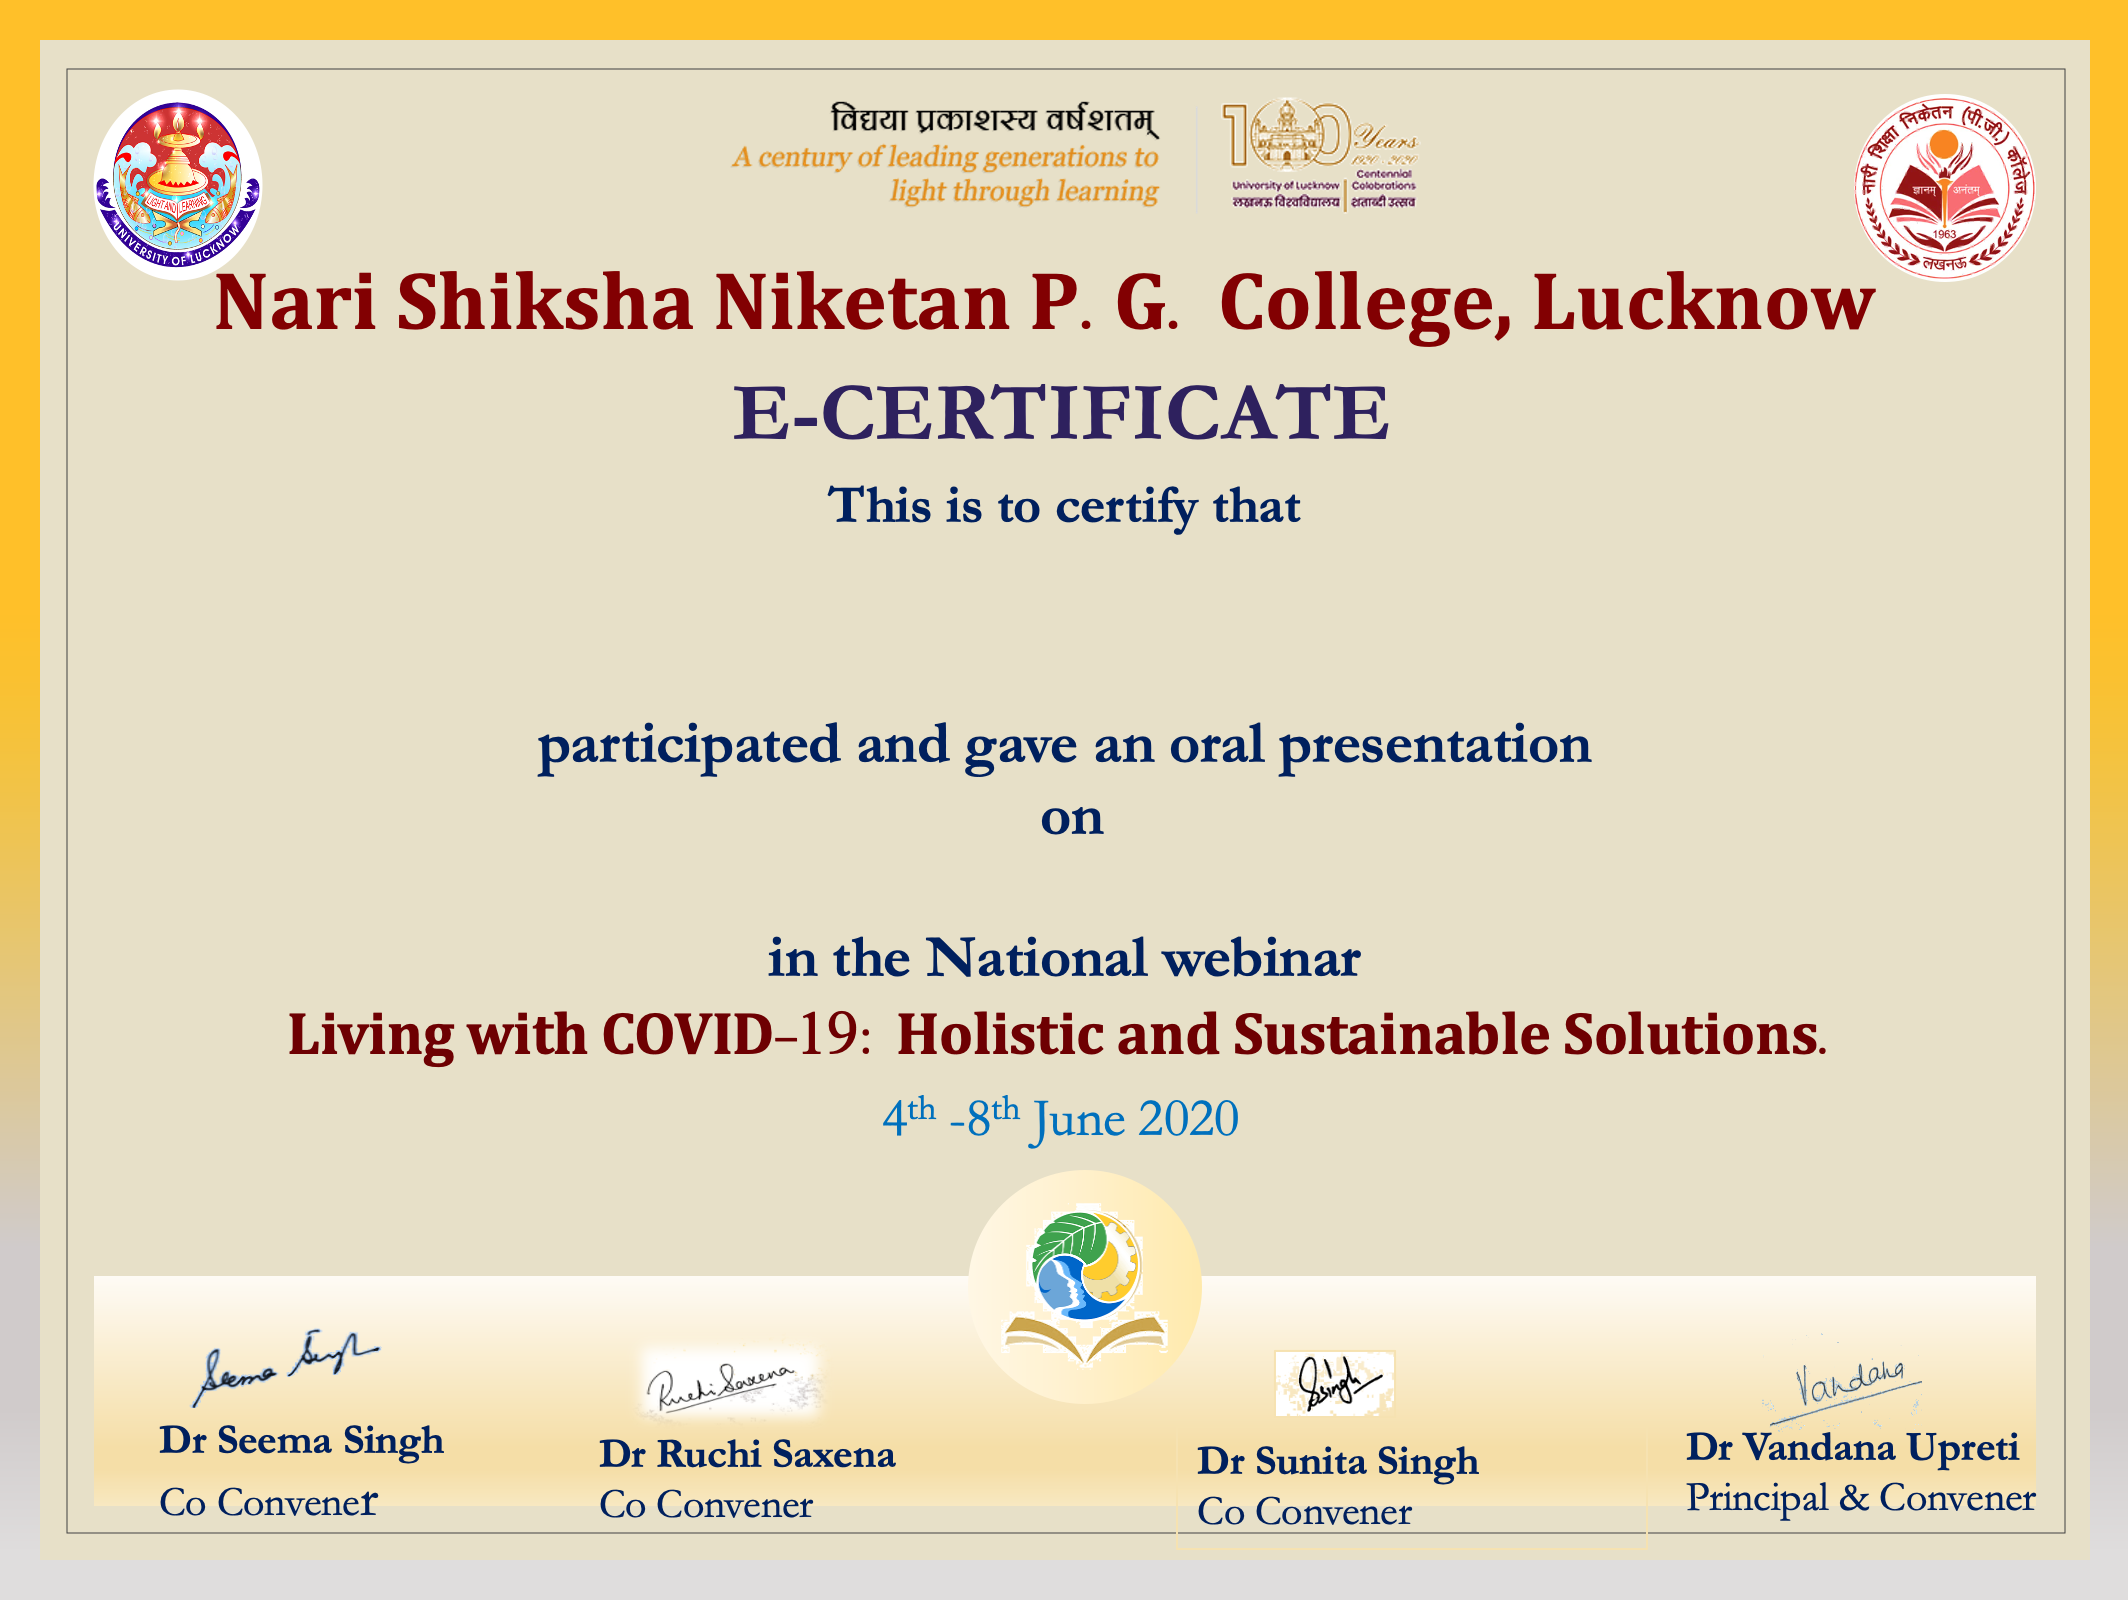 विद्यया प्रकाशस्य वर्षशतम्
A century of leading generations to
light through learning
100 Years
1920 - 2020
Centennial
University of Lucknow | Celebrations
लखनऊ विश्वविद्यालय | शताब्दी उत्सव
LIGHT AND LEARNING
UNIVERSITY OF LUCKNOW
नारी शिक्षा निकेतन (पी.जी.) कॉलेज
ज्ञानम् अनंतम्
1963
लखनऊ
Nari Shiksha Niketan P. G. College, Lucknow
E-CERTIFICATE
This is to certify that
participated and gave an oral presentation
on
in the National webinar
Living with COVID–19: Holistic and Sustainable Solutions.
4th -8th June 2020
Seema Singh
Ruchi Saxena
SSingh
Vandana
Dr Seema Singh
Co Convener
Dr Ruchi Saxena
Co Convener
Dr Sunita Singh
Co Convener
Dr Vandana Upreti
Principal & Convener